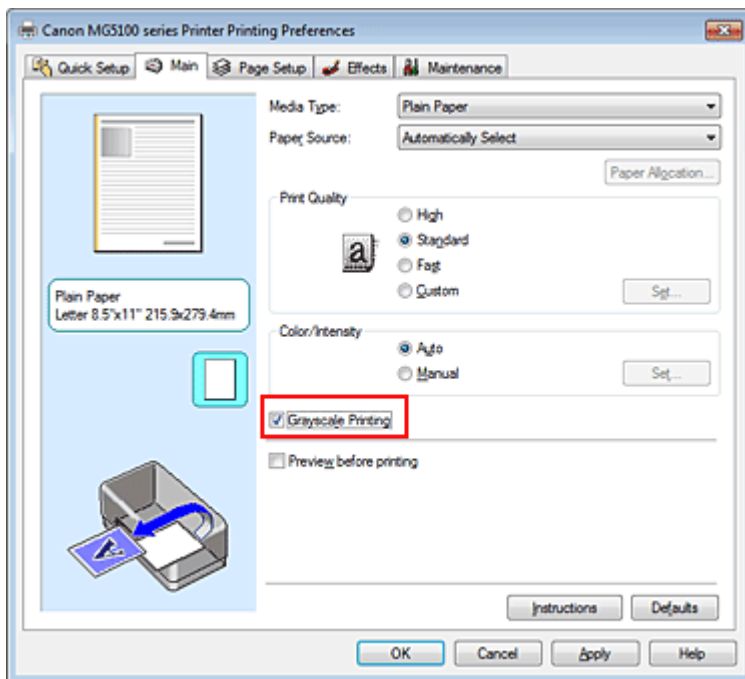 Canon MG5100 series Printer Printing Preferences
Quick Setup Main Page Setup Effects Maintenance
Media Type: Plain Paper
Paper Source: Automatically Select
Paper Allocation...
Print Quality
High
a Standard
Fast
Custom Set...
Plain Paper
Letter 8.5"x11" 215.9x279.4mm
Color/Intensity
Auto
Manual Set...
Grayscale Printing
Preview before printing
A
Instructions Defaults
OK Cancel Apply Help